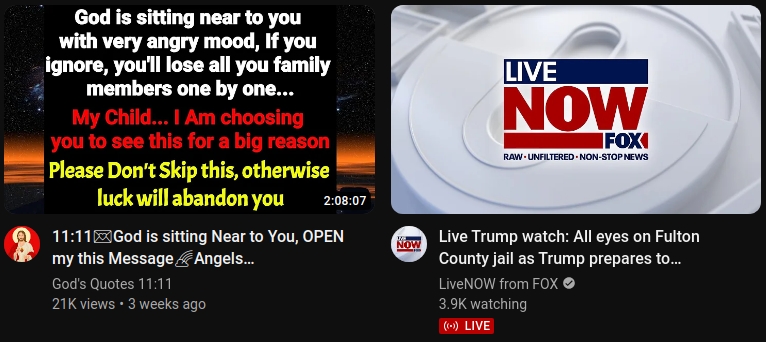 God is sitting near to you
with very angry mood, If you
ignore, you'll lose all you family
members one by one...
My Child... I Am choosing
you to see this for a big reason
Please Don't Skip this, otherwise
luck will abandon you
2:08:07
11:11✉God is sitting Near to You, OPEN
my this Message🌠Angels…
God's Quotes 11:11
21K views • 3 weeks ago
LIVE
NOW
FOX
RAW • UNFILTERED • NON-STOP NEWS
LIVE
NOW
Live Trump watch: All eyes on Fulton
County jail as Trump prepares to…
LiveNOW from FOX
3.9K watching
LIVE